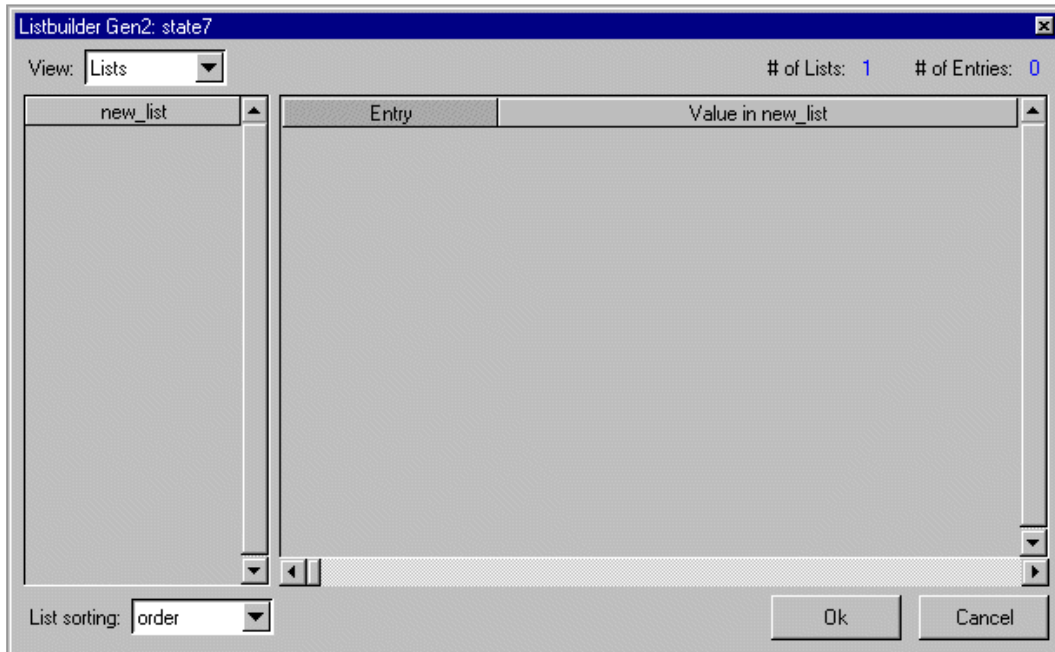 Listbuilder Gen2: state7
View: Lists # of Lists: 1 # of Entries: 0
new_list Entry Value in new_list
List sorting: order Ok Cancel